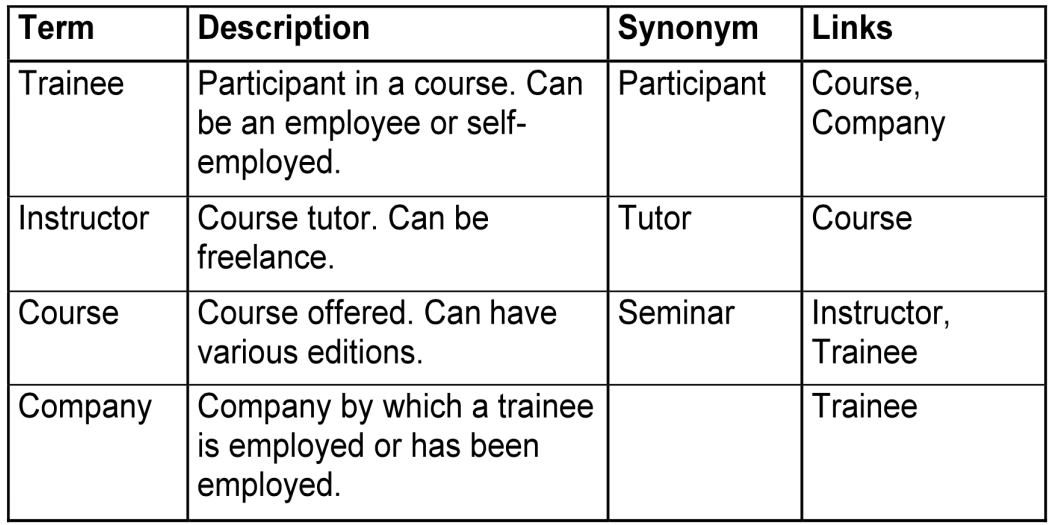 Term Description Synonym Links
Trainee Participant in a course. Can Participant Course,
be an employee or self- Company
employed.
Instructor Course tutor. Can be Tutor Course
freelance.
Course Course offered. Can have Seminar Instructor,
various editions. Trainee
Company Company by which a trainee Trainee
is employed or has been
employed.